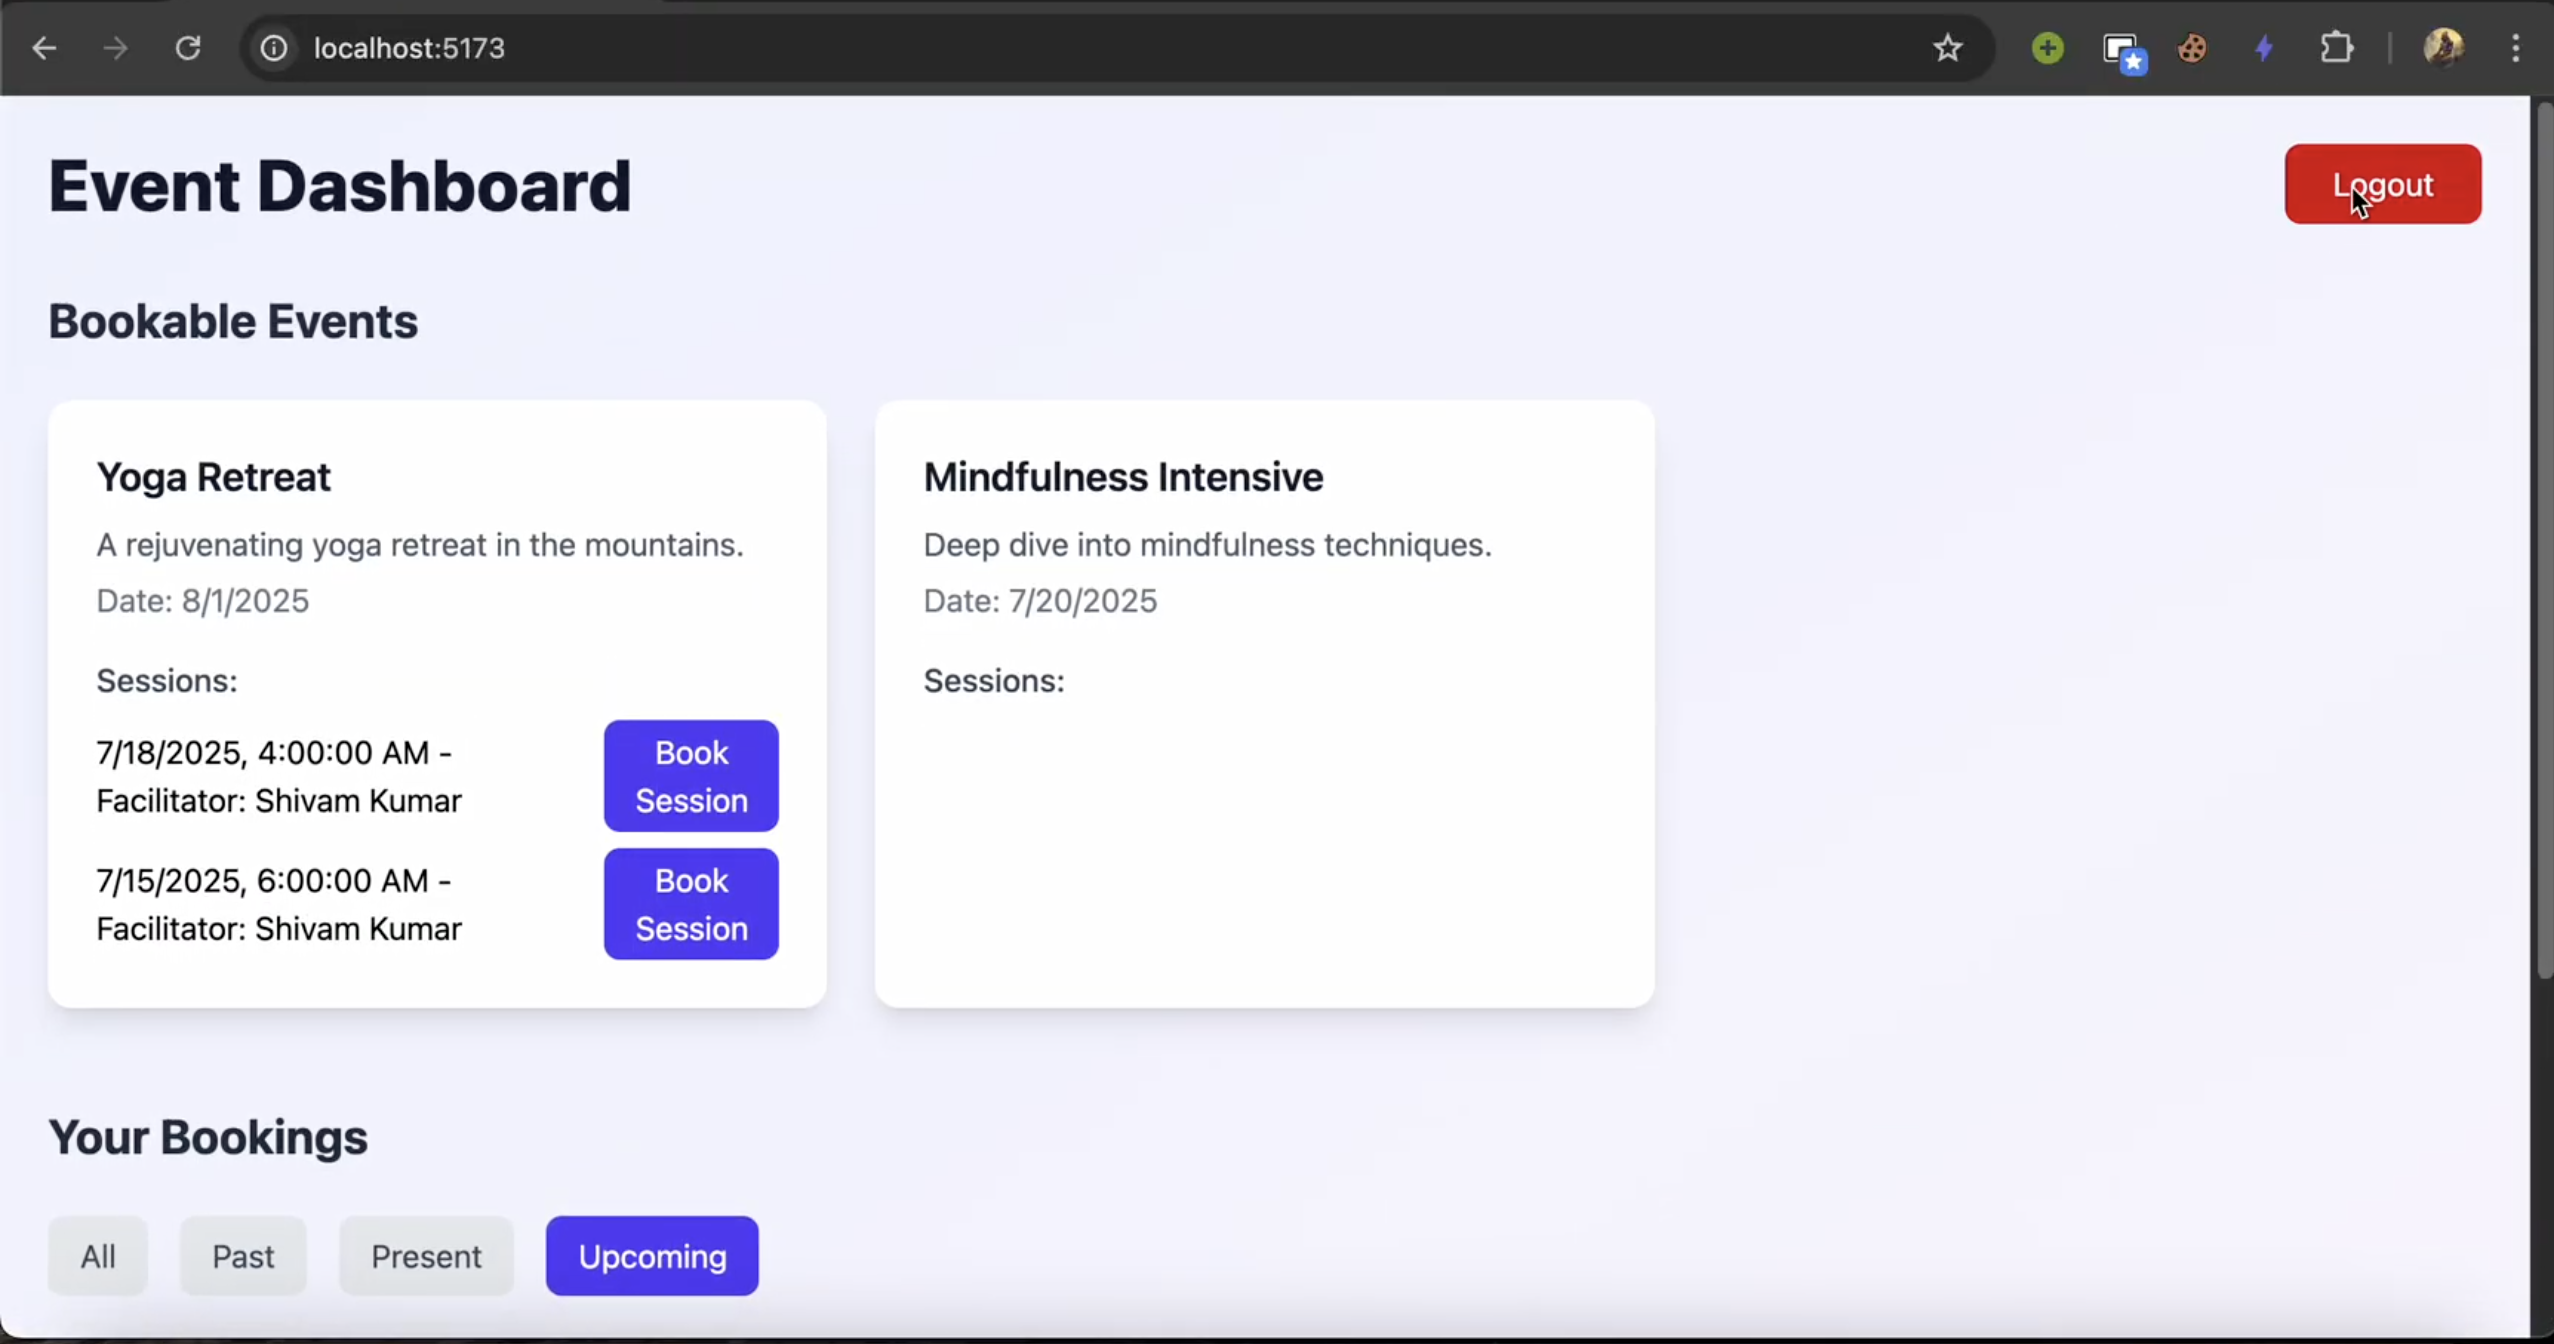 localhost:5173
Event Dashboard
Logout
Bookable Events
Yoga Retreat
A rejuvenating yoga retreat in the mountains.
Date: 8/1/2025
Sessions:
7/18/2025, 4:00:00 AM -
Facilitator: Shivam Kumar
Book
Session
7/15/2025, 6:00:00 AM -
Facilitator: Shivam Kumar
Book
Session
Mindfulness Intensive
Deep dive into mindfulness techniques.
Date: 7/20/2025
Sessions:
Your Bookings
All
Past
Present
Upcoming